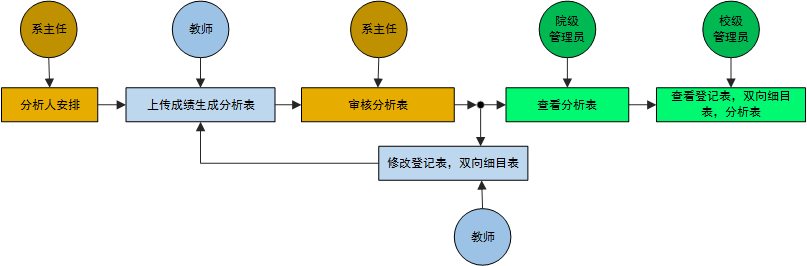 系主任
教师
系主任
院级
管理员
校级
管理员
分析人安排
上传成绩生成分析表
审核分析表
查看分析表
查看登记表，双向细目
表，分析表
修改登记表，双向细目表
教师